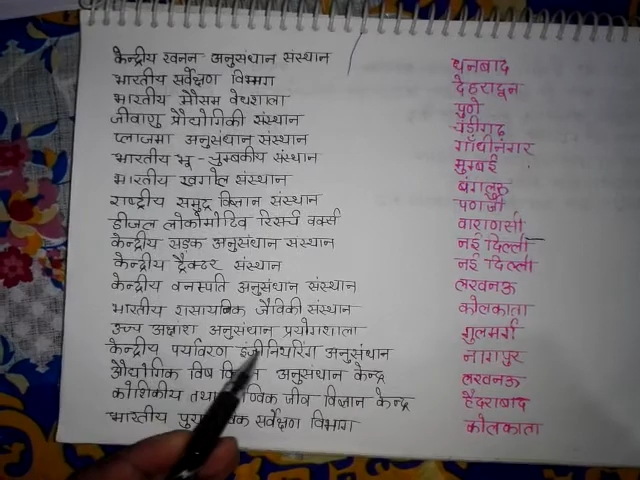 केन्द्रीय खनन अनुसंधान संस्थान धनबाद
भारतीय सर्वेक्षण विभाग देहरादून
भारतीय मौसम वेधशाला पुणे
जीवाणु प्रौद्योगिकी संस्थान चंडीगढ़
प्लाज्मा अनुसंधान संस्थान गाँधीनगर
भारतीय भू-चुम्बकीय संस्थान मुम्बई
भारतीय खगोल संस्थान बंगलुरु
राष्ट्रीय समुद्र विज्ञान संस्थान पणजी
डीजल लोकोमोटिव रिसर्च वर्क्स वाराणसी
केन्द्रीय सड़क अनुसंधान संस्थान नई दिल्ली
केन्द्रीय ट्रैक्टर संस्थान नई दिल्ली
केन्द्रीय वनस्पति अनुसंधान संस्थान लखनऊ
भारतीय रासायनिक जैविकी संस्थान कोलकाता
उच्च अक्षांश अनुसंधान प्रयोगशाला गुलमर्ग
केन्द्रीय पर्यावरण इंजीनियरिंग अनुसंधान नागपुर
औद्योगिक विष अनुसंधान केन्द्र लखनऊ
कोशिकीय तथा जीव विज्ञान केन्द्र हैदराबाद
भारतीय सर्वेक्षण विभाग कोलकाता